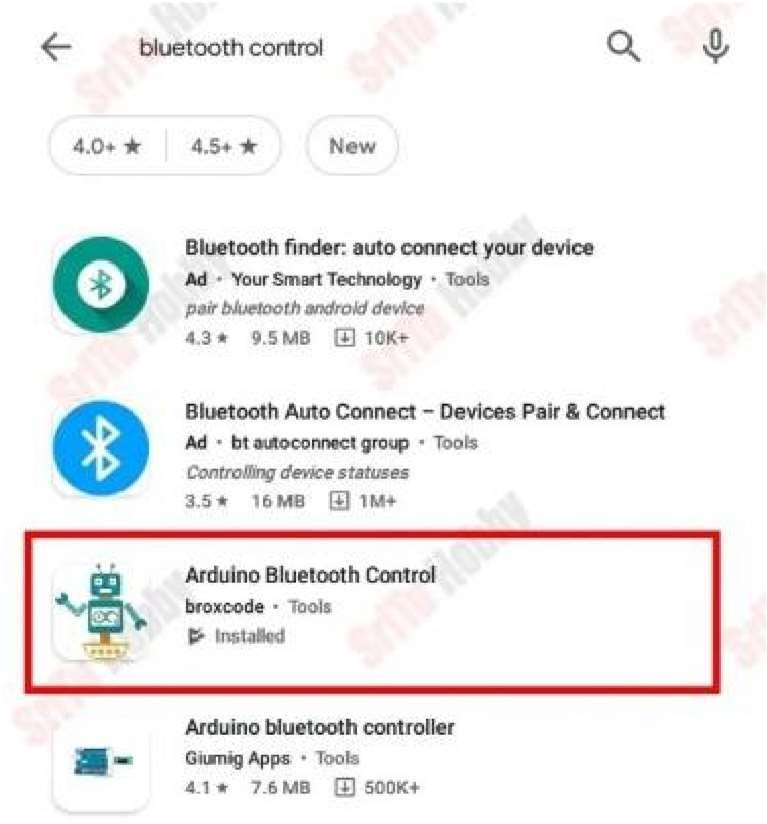 bluetooth control
4.0+ ★ 4.5+ ★ New
Bluetooth finder: auto connect your device
Ad · Your Smart Technology · Tools
pair bluetooth android device
4.3 ★ 9.5 MB 10K+
Bluetooth Auto Connect – Devices Pair & Connect
Ad · bt autoconnect group · Tools
Controlling device statuses
3.5 ★ 16 MB 1M+
Arduino Bluetooth Control
broxcode · Tools
Installed
Arduino bluetooth controller
Giumig Apps · Tools
4.1 ★ 7.6 MB 500K+
SriTu Hobby